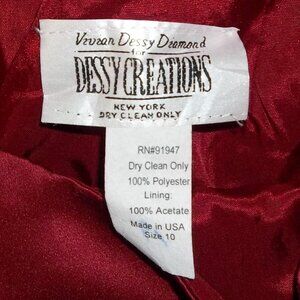 Vivian Dessy Diamond
for
DESSY CREATIONS
NEW YORK
DRY CLEAN ONLY
RN#91947
Dry Clean Only
100% Polyester
Lining:
100% Acetate
Made in USA
Size 10